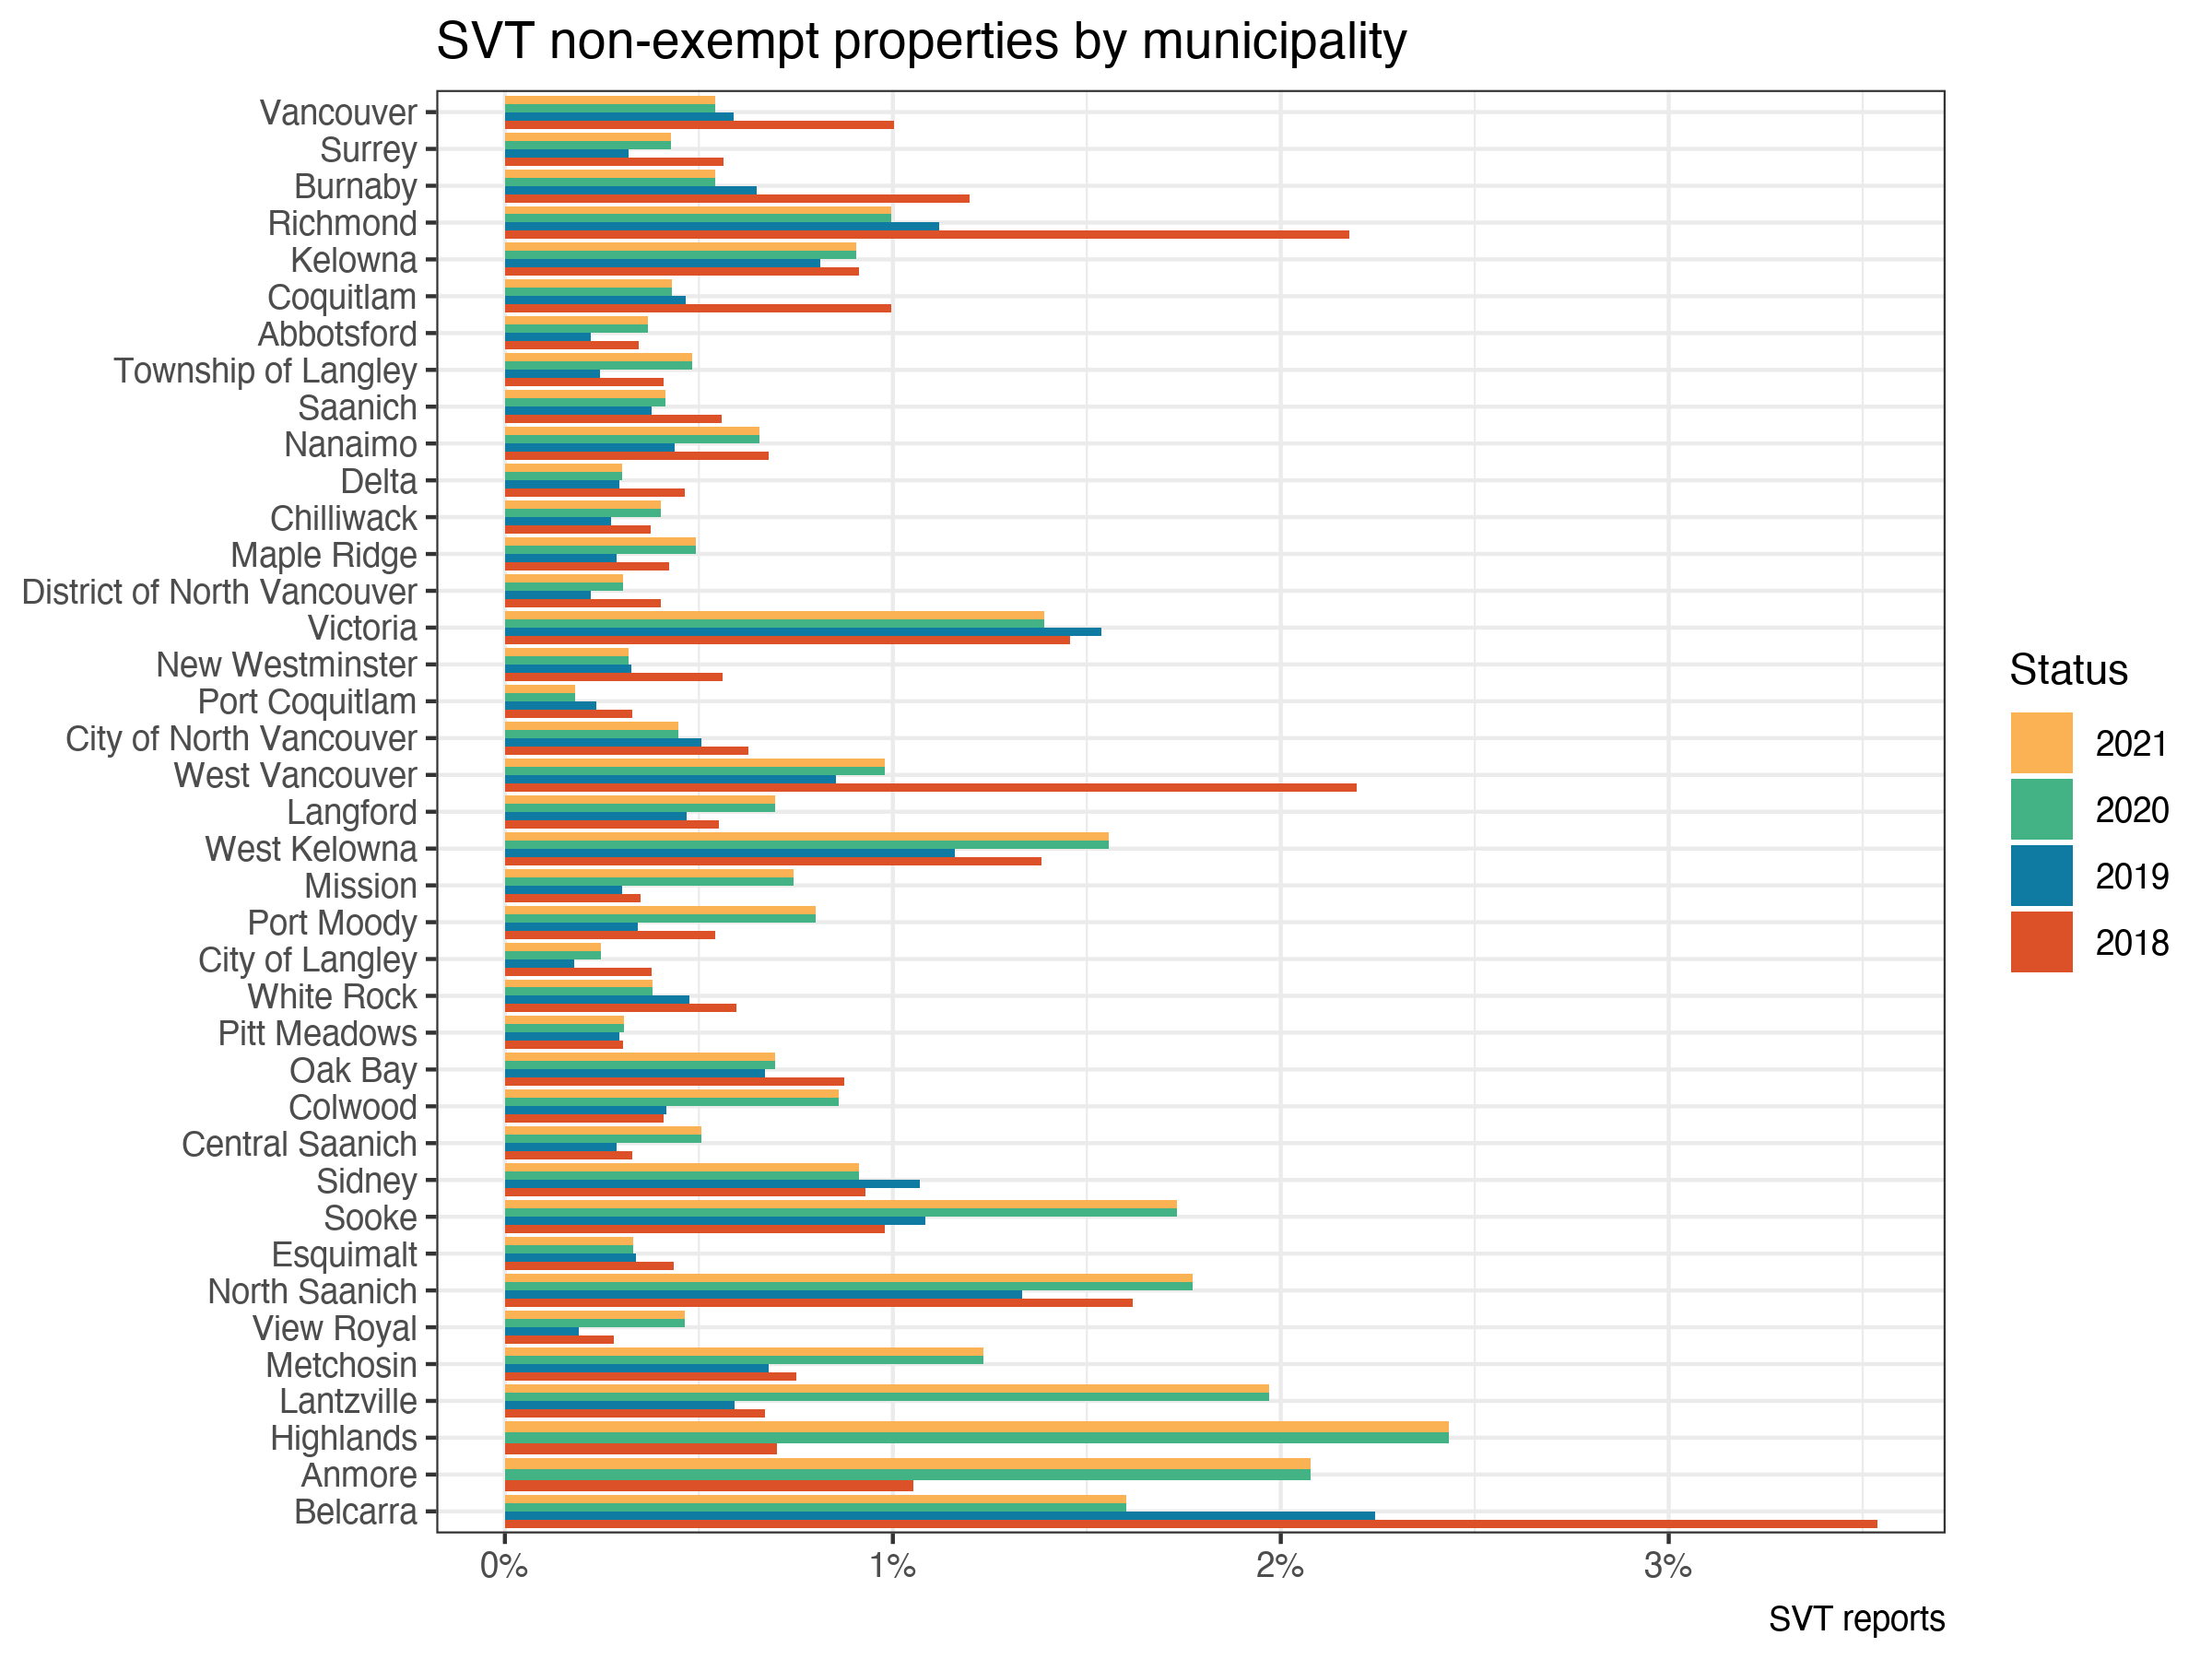 SVT non-exempt properties by municipality
Vancouver
Surrey
Burnaby
Richmond
Kelowna
Coquitlam
Abbotsford
Township of Langley
Saanich
Nanaimo
Delta
Chilliwack
Maple Ridge
District of North Vancouver
Victoria
New Westminster
Port Coquitlam
City of North Vancouver
West Vancouver
Langford
West Kelowna
Mission
Port Moody
City of Langley
White Rock
Pitt Meadows
Oak Bay
Colwood
Central Saanich
Sidney
Sooke
Esquimalt
North Saanich
View Royal
Metchosin
Lantzville
Highlands
Anmore
Belcarra
0% 1% 2% 3%
SVT reports
Status
2021
2020
2019
2018